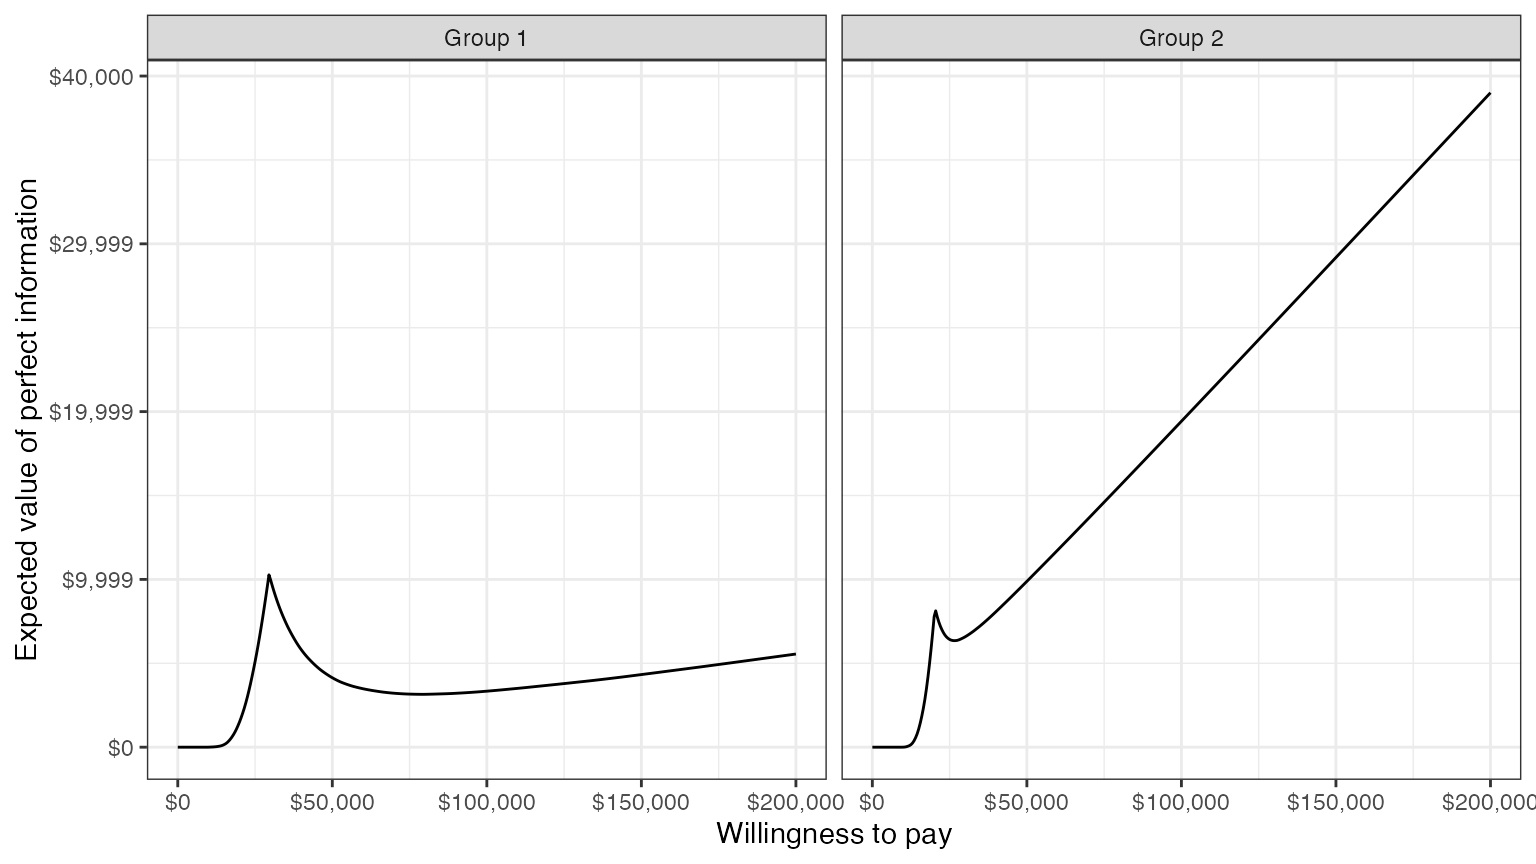 Group 1
Group 2
Expected value of perfect information
$40,000
$29,999
$19,999
$9,999
$0
$0 $50,000 $100,000 $150,000 $200,000
$0 $50,000 $100,000 $150,000 $200,000
Willingness to pay